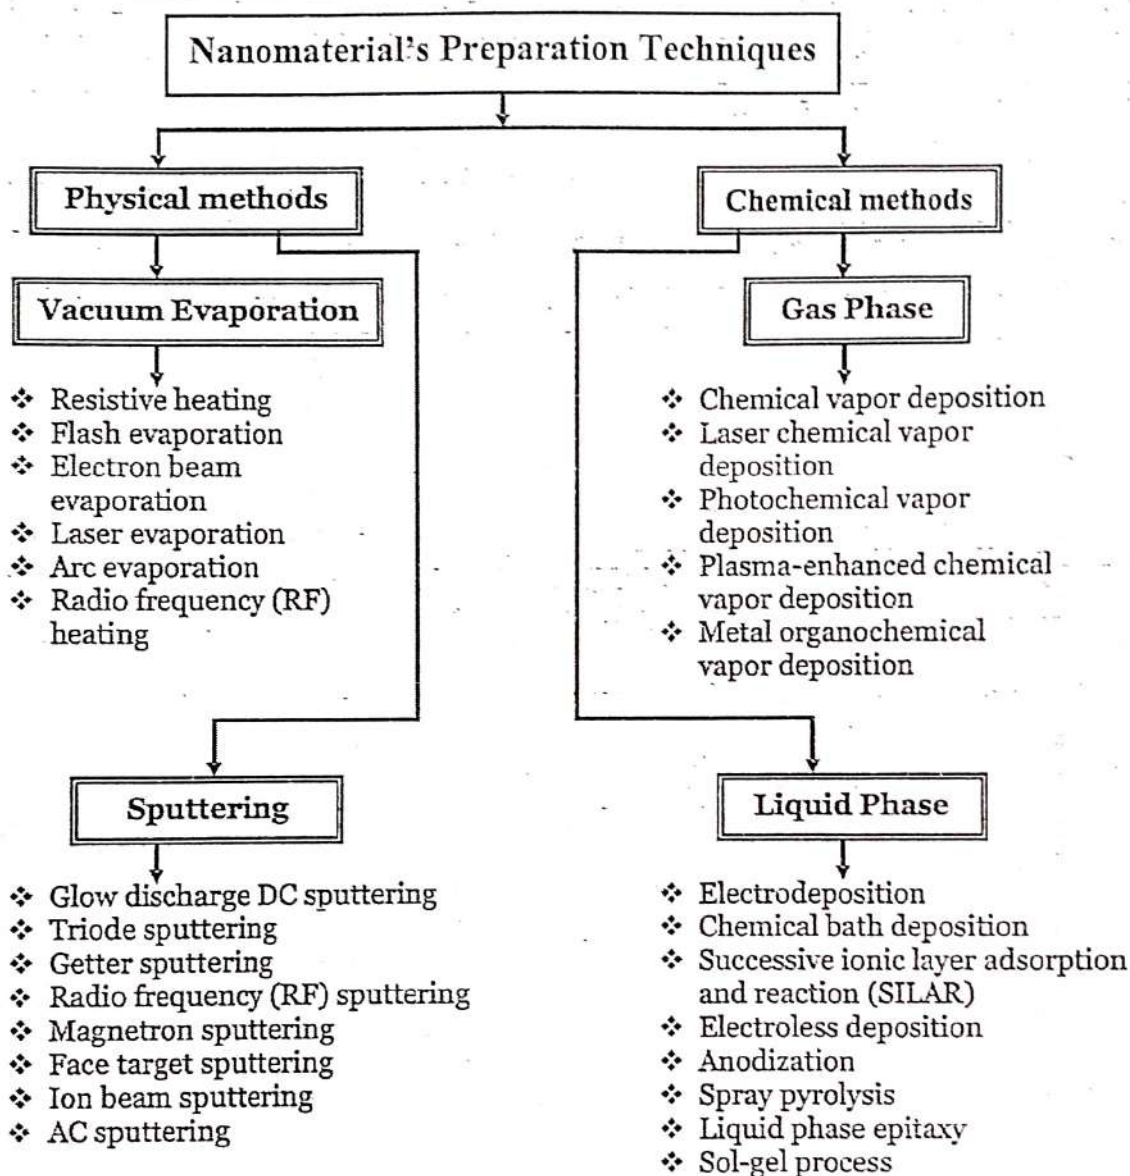 Nanomaterial's Preparation Techniques
Physical methods
Vacuum Evaporation
❖ Resistive heating
❖ Flash evaporation
❖ Electron beam
evaporation
❖ Laser evaporation
❖ Arc evaporation
❖ Radio frequency (RF)
heating
Sputtering
❖ Glow discharge DC sputtering
❖ Triode sputtering
❖ Getter sputtering
❖ Radio frequency (RF) sputtering
❖ Magnetron sputtering
❖ Face target sputtering
❖ Ion beam sputtering
❖ AC sputtering
Chemical methods
Gas Phase
❖ Chemical vapor deposition
❖ Laser chemical vapor
deposition
❖ Photochemical vapor
deposition
❖ Plasma-enhanced chemical
vapor deposition
❖ Metal organochemical
vapor deposition
Liquid Phase
❖ Electrodeposition
❖ Chemical bath deposition
❖ Successive ionic layer adsorption
and reaction (SILAR)
❖ Electroless deposition
❖ Anodization
❖ Spray pyrolysis
❖ Liquid phase epitaxy
❖ Sol-gel process